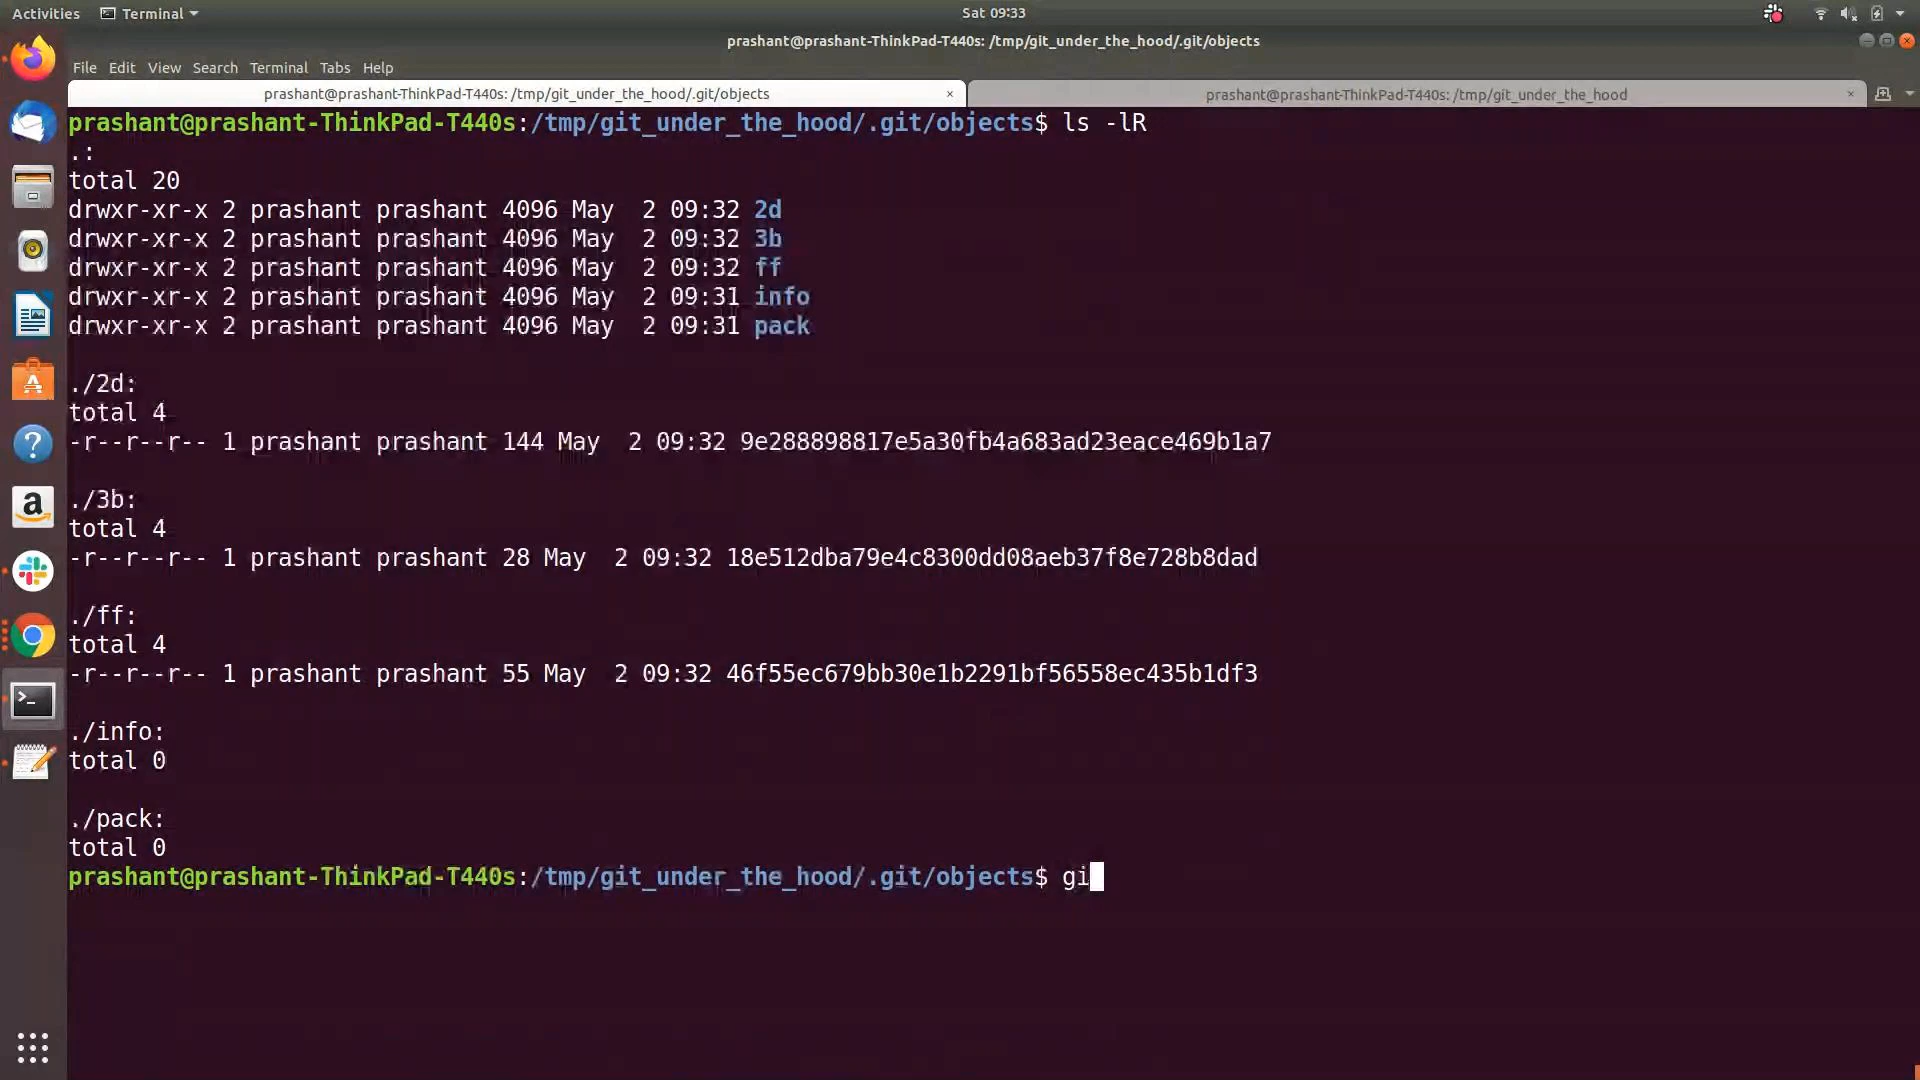 Activities Terminal Sat 09:33
prashant@prashant-ThinkPad-T440s: /tmp/git_under_the_hood/.git/objects
File Edit View Search Terminal Tabs Help
prashant@prashant-ThinkPad-T440s: /tmp/git_under_the_hood/.git/objects × prashant@prashant-ThinkPad-T440s: /tmp/git_under_the_hood ×
prashant@prashant-ThinkPad-T440s:/tmp/git_under_the_hood/.git/objects$ ls -lR
.:
total 20
drwxr-xr-x 2 prashant prashant 4096 May  2 09:32 2d
drwxr-xr-x 2 prashant prashant 4096 May  2 09:32 3b
drwxr-xr-x 2 prashant prashant 4096 May  2 09:32 ff
drwxr-xr-x 2 prashant prashant 4096 May  2 09:31 info
drwxr-xr-x 2 prashant prashant 4096 May  2 09:31 pack
./2d:
total 4
-r--r--r-- 1 prashant prashant 144 May  2 09:32 9e288898817e5a30fb4a683ad23eace469b1a7
./3b:
total 4
-r--r--r-- 1 prashant prashant 28 May  2 09:32 18e512dba79e4c8300dd08aeb37f8e728b8dad
./ff:
total 4
-r--r--r-- 1 prashant prashant 55 May  2 09:32 46f55ec679bb30e1b2291bf56558ec435b1df3
./info:
total 0
./pack:
total 0
prashant@prashant-ThinkPad-T440s:/tmp/git_under_the_hood/.git/objects$ gi